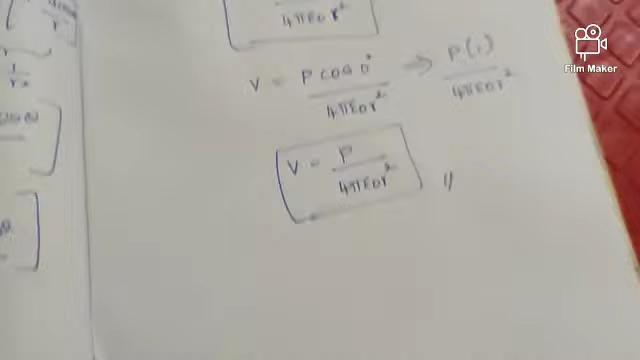 4πε0r²
V = P cos 0° → P.(1)
4πε0r² 4πε0r²
V = P
4πε0r² //
Film Maker